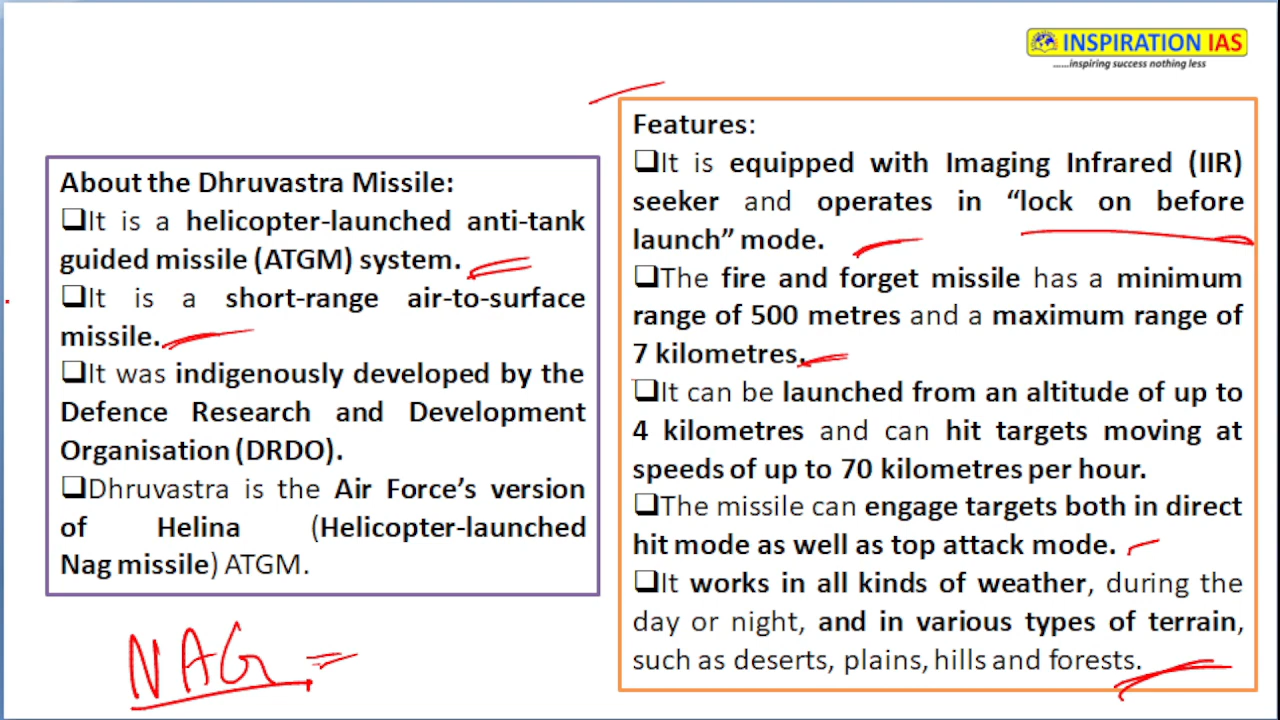 INSPIRATION IAS
......inspiring success nothing less
About the Dhruvastra Missile:
❑It is a helicopter-launched anti-tank
guided missile (ATGM) system.
❑It is a short-range air-to-surface
missile.
❑It was indigenously developed by the
Defence Research and Development
Organisation (DRDO).
❑Dhruvastra is the Air Force’s version
of Helina (Helicopter-launched
Nag missile) ATGM.
NAG =
Features:
❑It is equipped with Imaging Infrared (IIR)
seeker and operates in “lock on before
launch” mode.
❑The fire and forget missile has a minimum
range of 500 metres and a maximum range of
7 kilometres.
❑It can be launched from an altitude of up to
4 kilometres and can hit targets moving at
speeds of up to 70 kilometres per hour.
❑The missile can engage targets both in direct
hit mode as well as top attack mode.
❑It works in all kinds of weather, during the
day or night, and in various types of terrain,
such as deserts, plains, hills and forests.